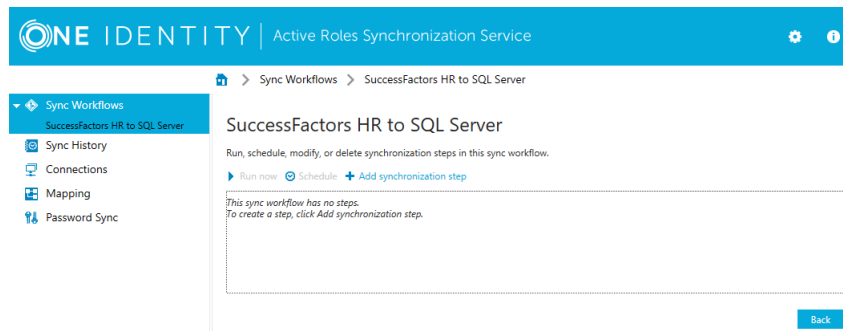 ONE IDENTITY Active Roles Synchronization Service
Sync Workflows > SuccessFactors HR to SQL Server
Sync Workflows
SuccessFactors HR to SQL Server
Sync History
Connections
Mapping
Password Sync
SuccessFactors HR to SQL Server
Run, schedule, modify, or delete synchronization steps in this sync workflow.
Run now Schedule Add synchronization step
This sync workflow has no steps.
To create a step, click Add synchronization step.
Back